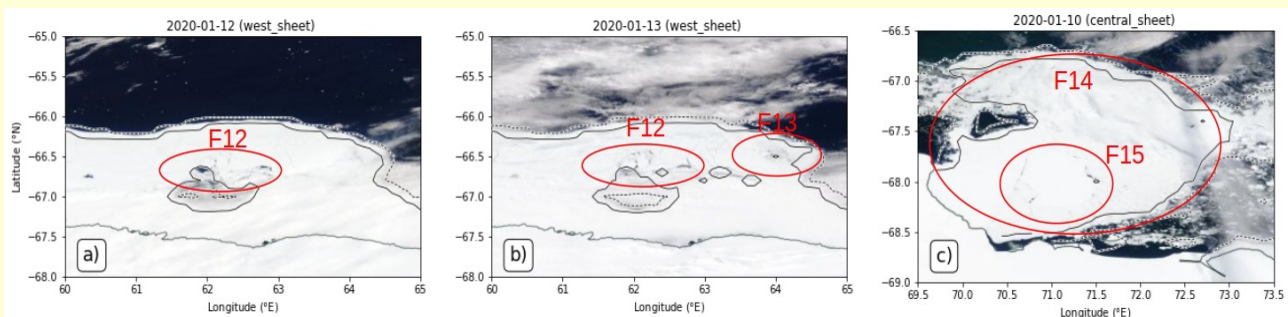 2020-01-12 (west_sheet)
−65.0
−65.5
−66.0
−66.5
−67.0
−67.5
−68.0
Latitude (°N)
F12
a)
60 61 62 63 64 65
Longitude (°E)
2020-01-13 (west_sheet)
−65.0
−65.5
−66.0
−66.5
−67.0
−67.5
−68.0
F12
F13
b)
60 61 62 63 64 65
Longitude (°E)
2020-01-10 (central_sheet)
−66.5
−67.0
−67.5
−68.0
−68.5
−69.0
F14
F15
c)
69.5 70.0 70.5 71.0 71.5 72.0 72.5 73.0 73.5
Longitude (°E)